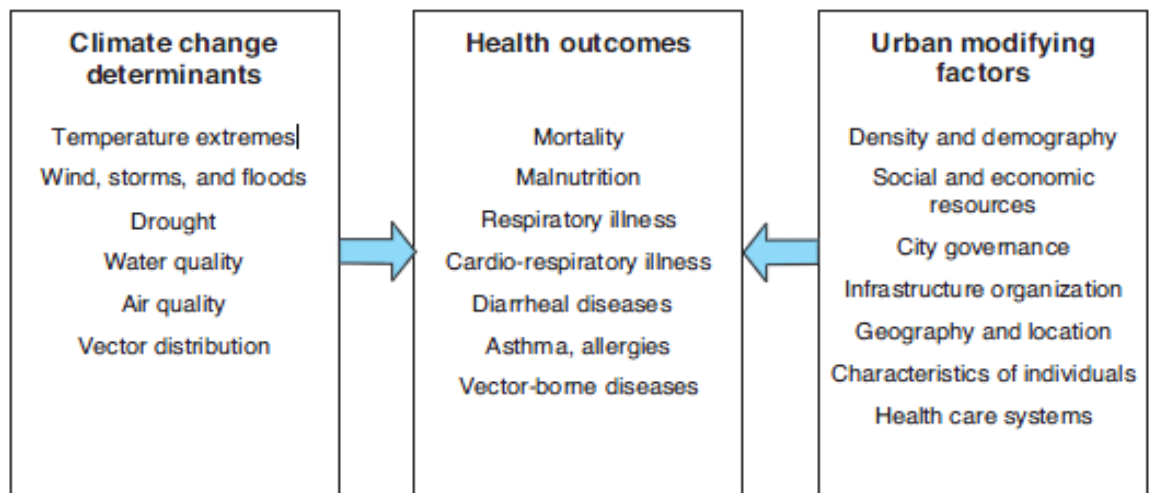 Climate change
determinants
Temperature extremes
Wind, storms, and floods
Drought
Water quality
Air quality
Vector distribution
Health outcomes
Mortality
Malnutrition
Respiratory illness
Cardio-respiratory illness
Diarrheal diseases
Asthma, allergies
Vector-borne diseases
Urban modifying
factors
Density and demography
Social and economic
resources
City governance
Infrastructure organization
Geography and location
Characteristics of individuals
Health care systems